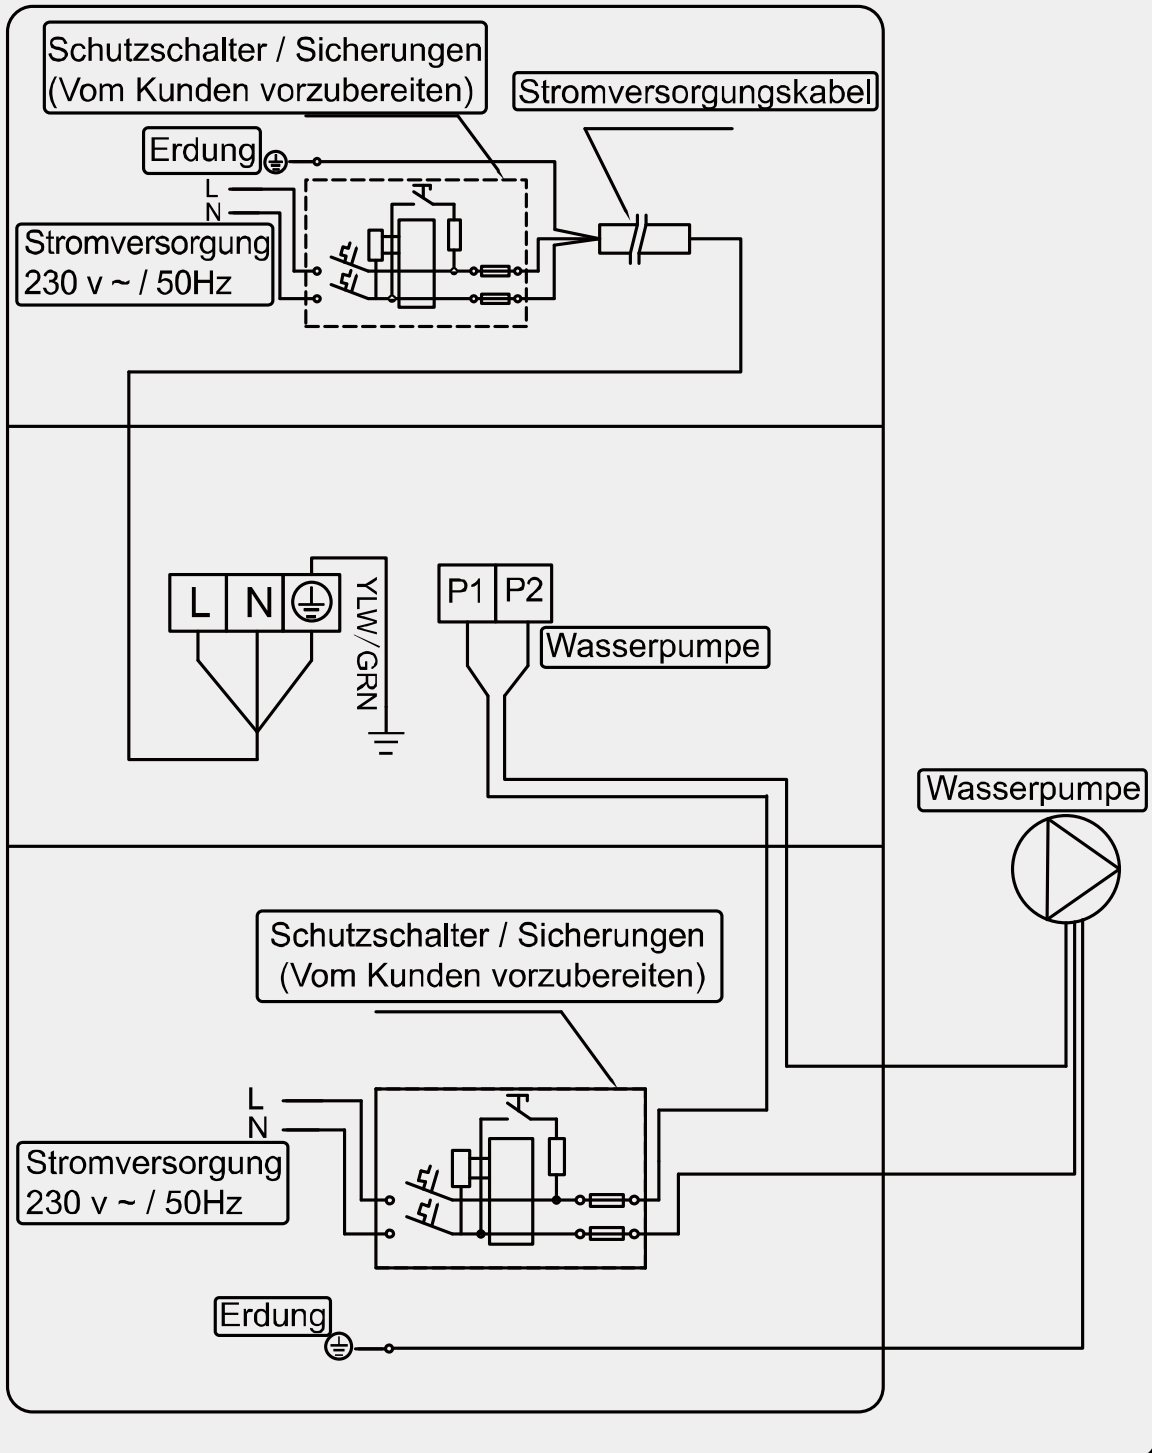 Schutzschalter / Sicherungen
(Vom Kunden vorzubereiten)
Stromversorgungskabel
Erdung
L
N
Stromversorgung
230 v ~ / 50Hz
L N
YLW/GRN
P1 P2
Wasserpumpe
Wasserpumpe
Schutzschalter / Sicherungen
(Vom Kunden vorzubereiten)
L
N
Stromversorgung
230 v ~ / 50Hz
Erdung